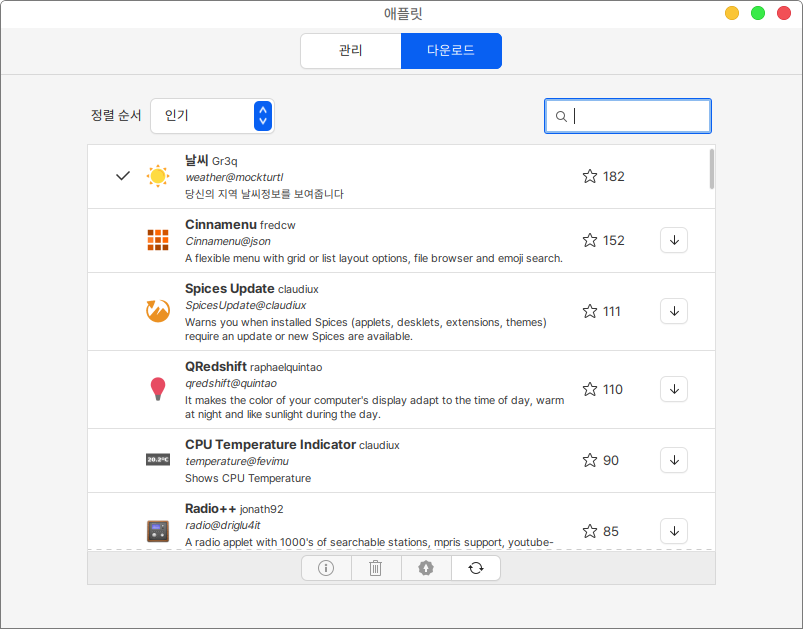 애플릿
관리
다운로드
정렬 순서
인기
날씨 Gr3q
weather@mockturtl
당신의 지역 날씨정보를 보여줍니다
182
Cinnamenu fredcw
Cinnamenu@json
A flexible menu with grid or list layout options, file browser and emoji search.
152
Spices Update claudiux
SpicesUpdate@claudiux
Warns you when installed Spices (applets, desklets, extensions, themes)
require an update or new Spices are available.
111
QRedshift raphaelquintao
qredshift@quintao
It makes the color of your computer's display adapt to the time of day, warm
at night and like sunlight during the day.
110
20.2°C
CPU Temperature Indicator claudiux
temperature@fevimu
Shows CPU Temperature
90
Radio++ jonath92
radio@driglu4it
A radio applet with 1000's of searchable stations, mpris support, youtube-
85